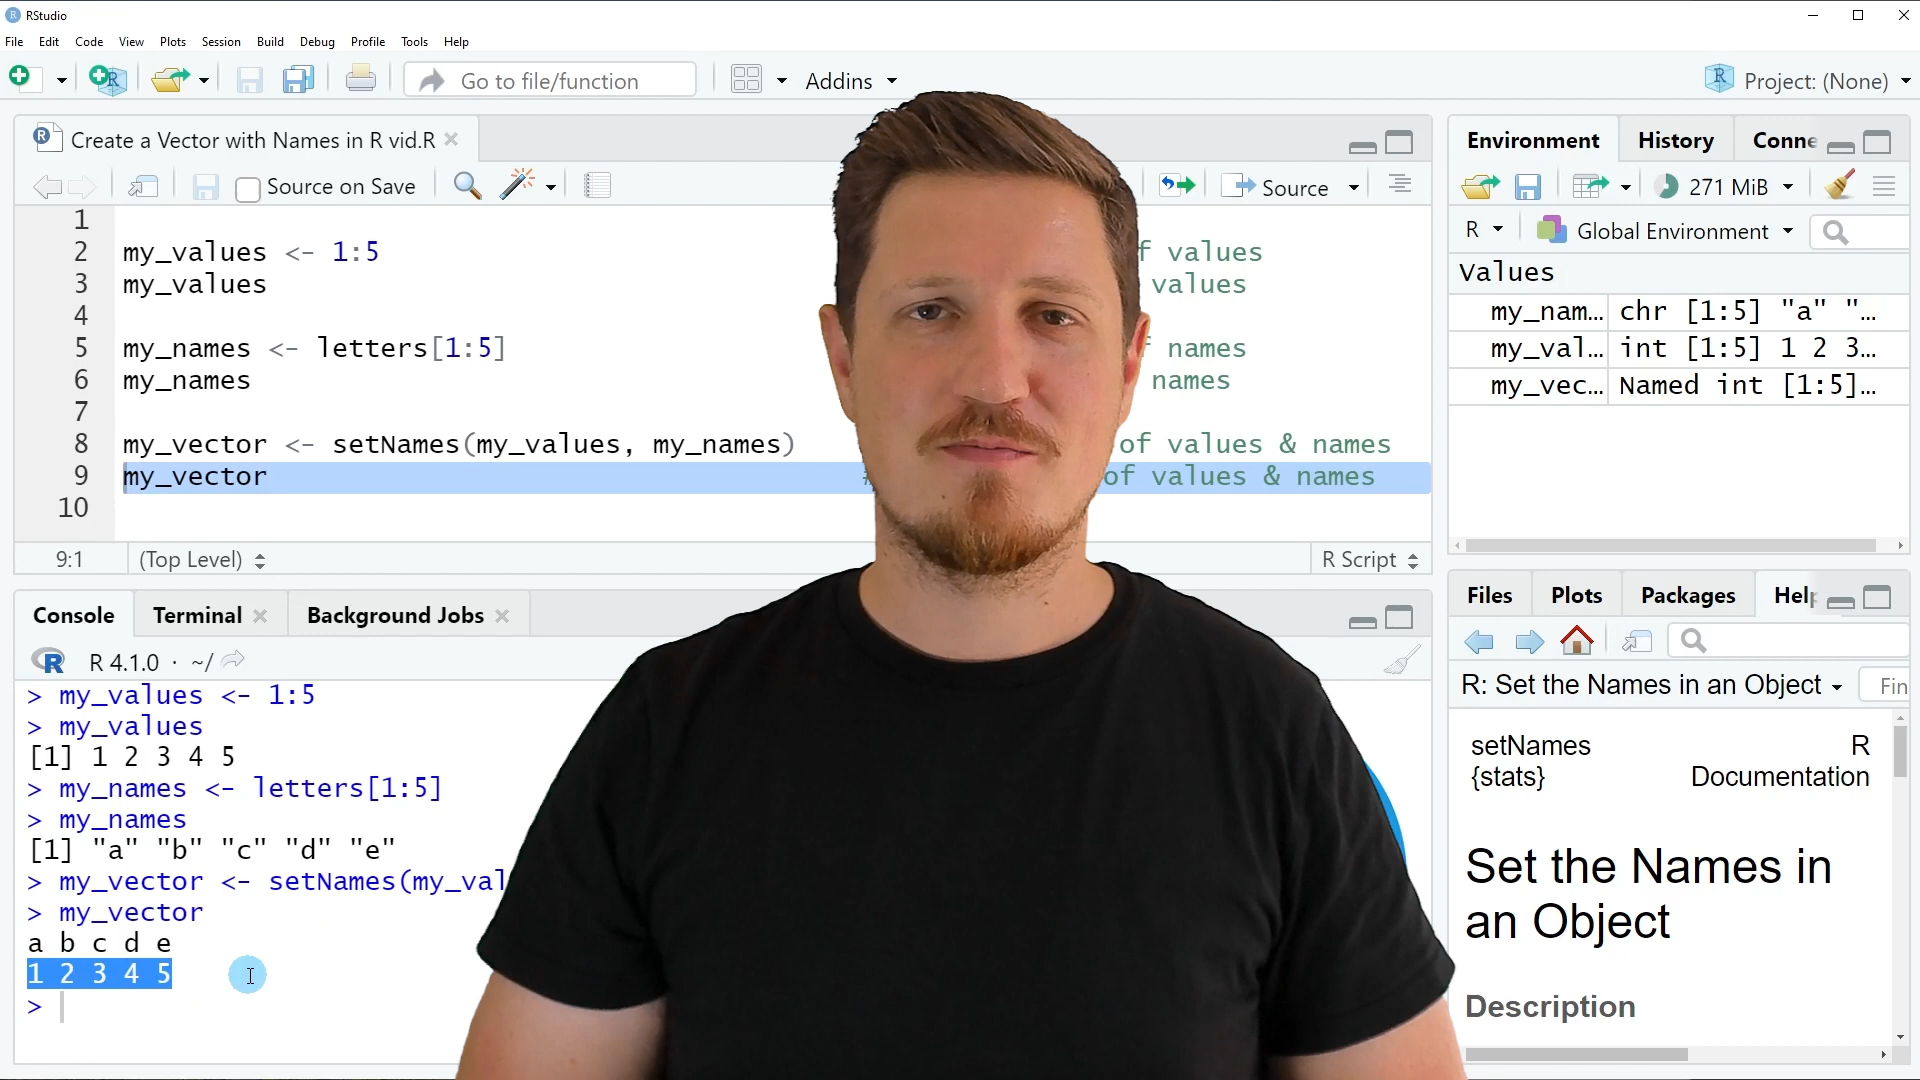 RStudio
File Edit Code View Plots Session Build Debug Profile Tools Help
Go to file/function Addins Project: (None)
Create a Vector with Names in R vid.R
Source on Save Source
1
2 my_values <- 1:5 values
3 my_values values
4
5 my_names <- letters[1:5] names
6 my_names names
7
8 my_vector <- setNames(my_values, my_names) of values & names
9 my_vector # of values & names
10
9:1 (Top Level) R Script
Console Terminal Background Jobs
R 4.1.0 · ~/
> my_values <- 1:5
> my_values
[1] 1 2 3 4 5
> my_names <- letters[1:5]
> my_names
[1] "a" "b" "c" "d" "e"
> my_vector <- setNames(my_val
> my_vector
a b c d e
1 2 3 4 5
>
Environment History Conne
271 MiB
R Global Environment
Values
my_nam… chr [1:5] "a" "…
my_val… int [1:5] 1 2 3…
my_vec… Named int [1:5]…
Files Plots Packages Help
R: Set the Names in an Object Fin
setNames R
{stats} Documentation
Set the Names in
an Object
Description